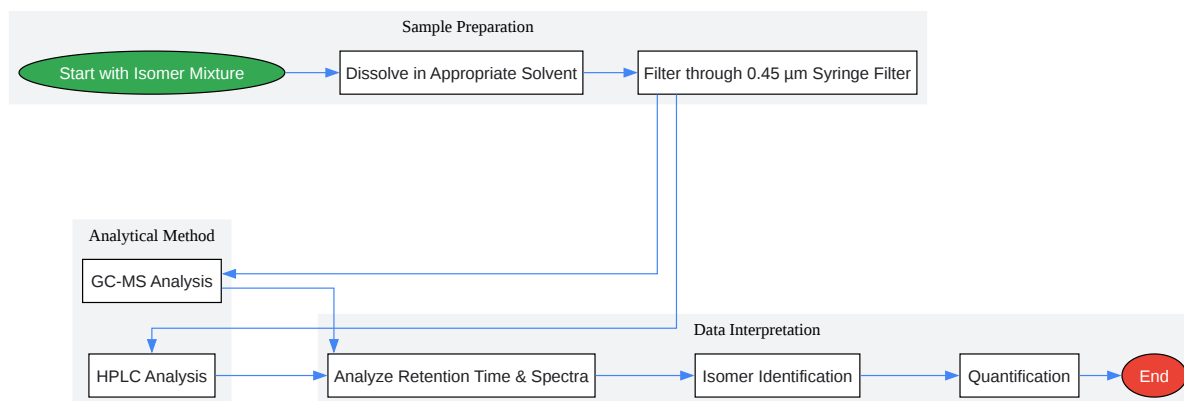 Sample Preparation
Start with Isomer Mixture
Dissolve in Appropriate Solvent
Filter through 0.45 µm Syringe Filter
Analytical Method
GC-MS Analysis
HPLC Analysis
Data Interpretation
Analyze Retention Time & Spectra
Isomer Identification
Quantification
End